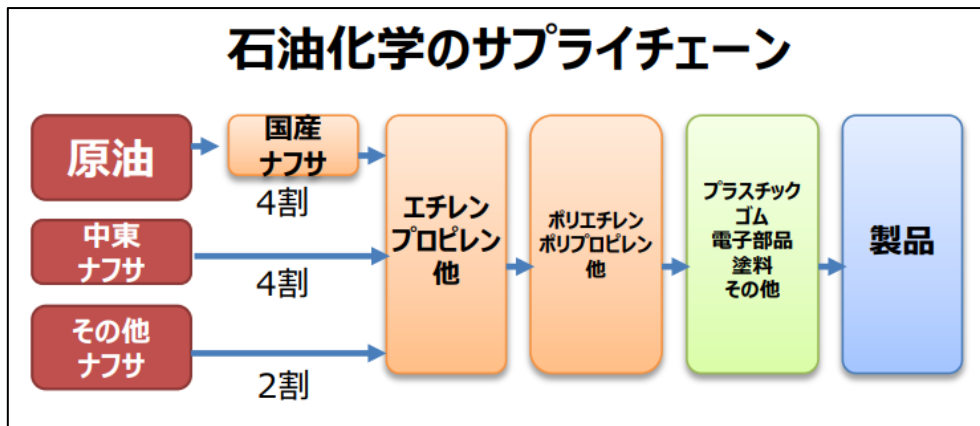 石油化学のサプライチェーン
原油
国産
ナフサ
4割
中東
ナフサ
4割
その他
ナフサ
2割
エチレン
プロピレン
他
ポリエチレン
ポリプロピレン
他
プラスチック
ゴム
電子部品
塗料
その他
製品